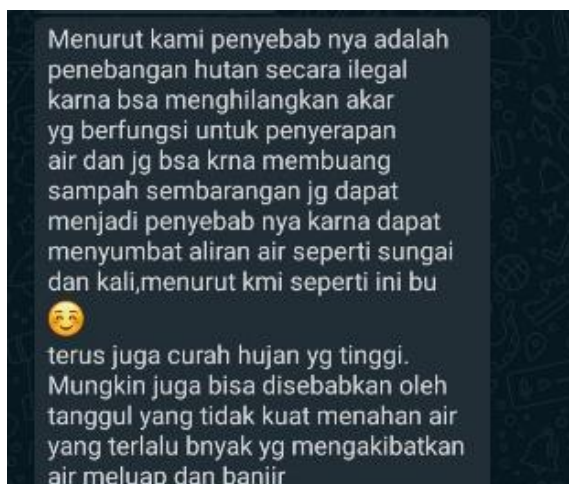 Menurut kami penyebab nya adalah
penebangan hutan secara ilegal
karna bsa menghilangkan akar
yg berfungsi untuk penyerapan
air dan jg bsa krna membuang
sampah sembarangan jg dapat
menjadi penyebab nya karna dapat
menyumbat aliran air seperti sungai
dan kali,menurut kmi seperti ini bu
☺️
terus juga curah hujan yg tinggi.
Mungkin juga bisa disebabkan oleh
tanggul yang tidak kuat menahan air
yang terlalu bnyak yg mengakibatkan
air meluap dan banjir